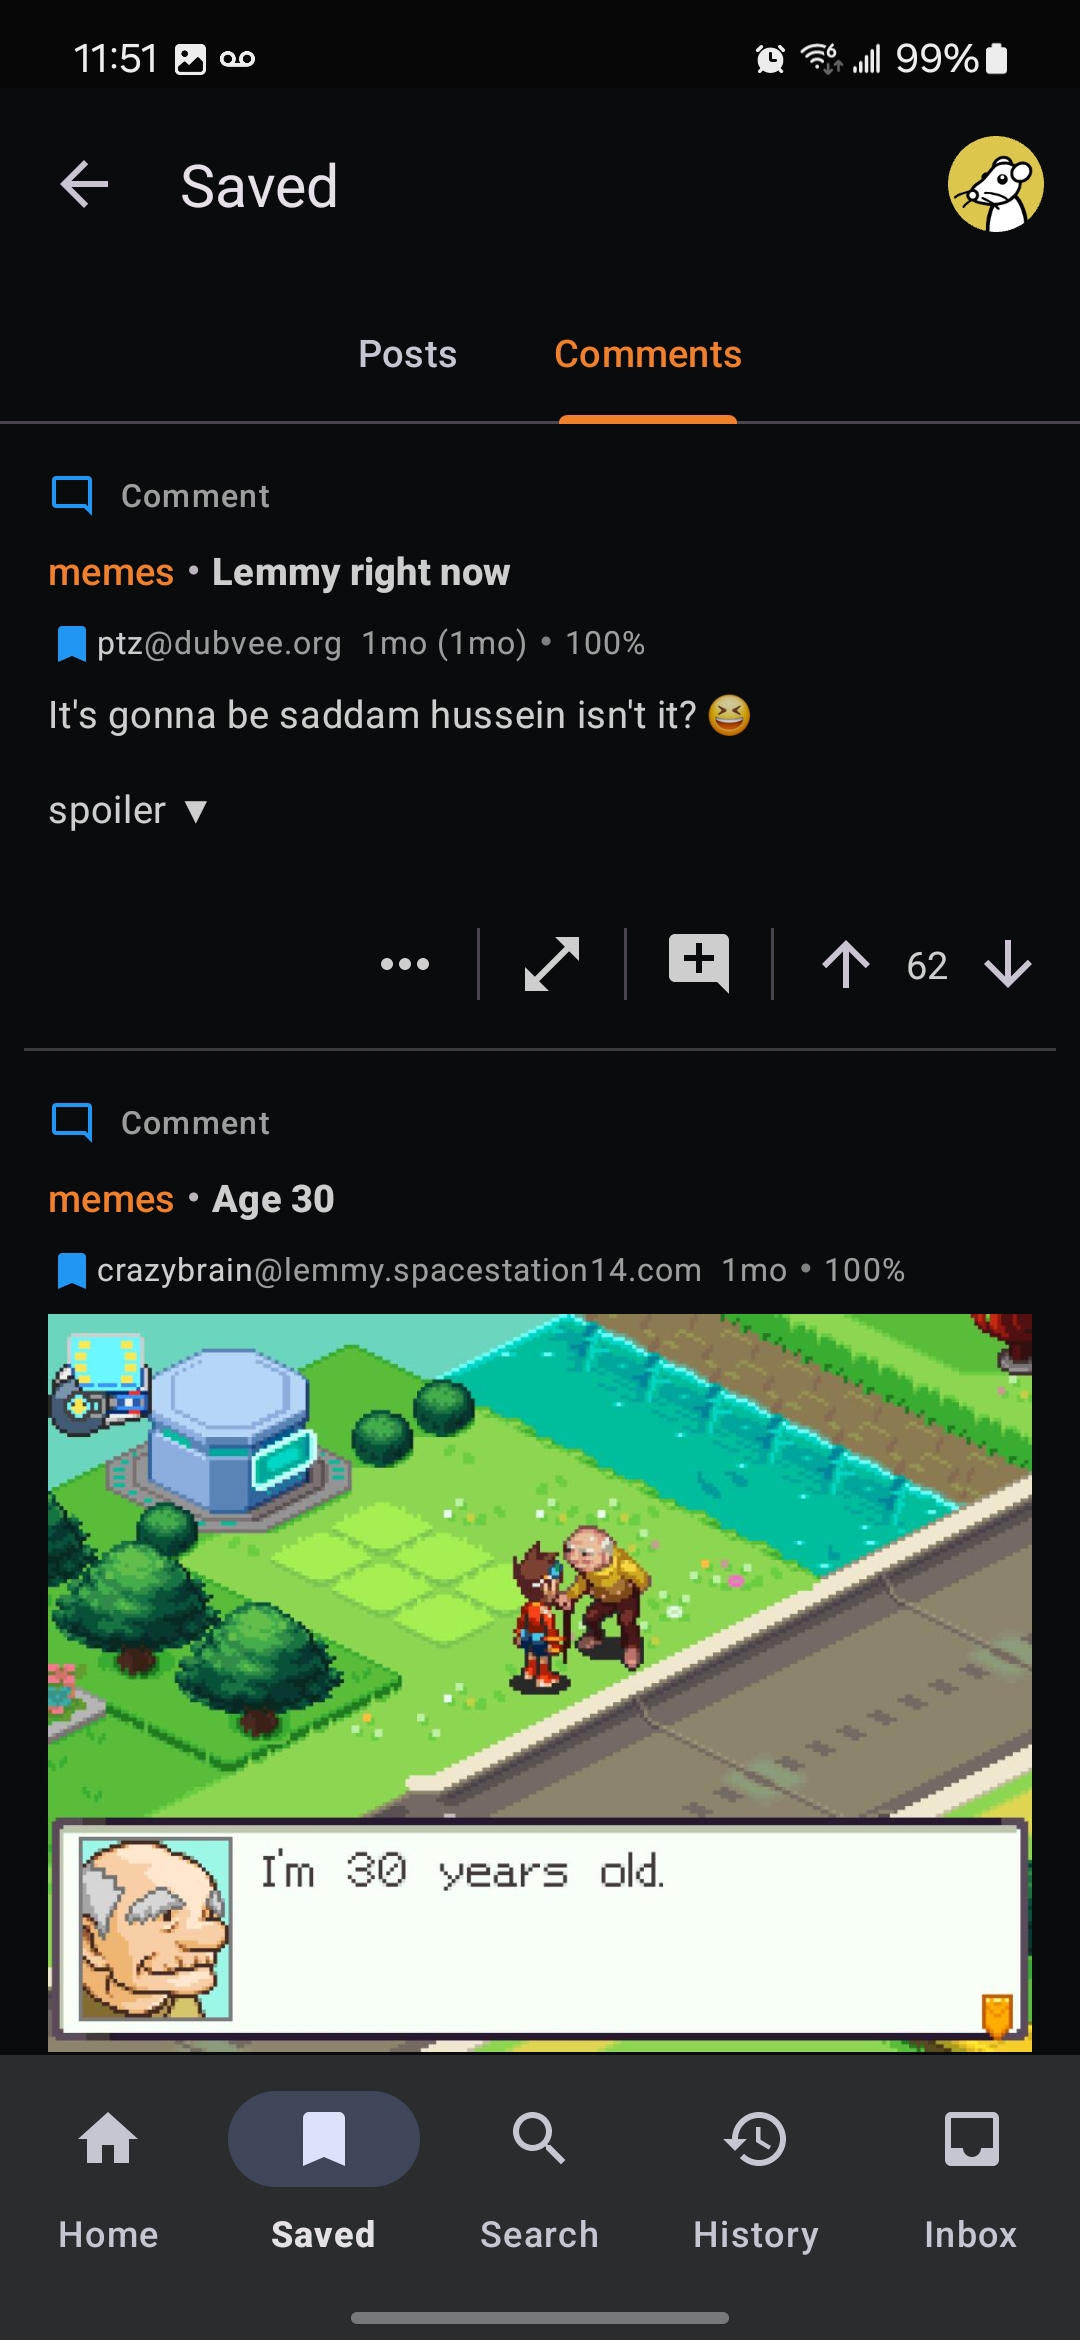 11:51 99%
Saved
Posts Comments
Comment
memes • Lemmy right now
ptz@dubvee.org 1mo (1mo) • 100%
It's gonna be saddam hussein isn't it? 😆
spoiler ▼
62
Comment
memes • Age 30
crazybrain@lemmy.spacestation14.com 1mo • 100%
I'm 30 years old.
Home Saved Search History Inbox